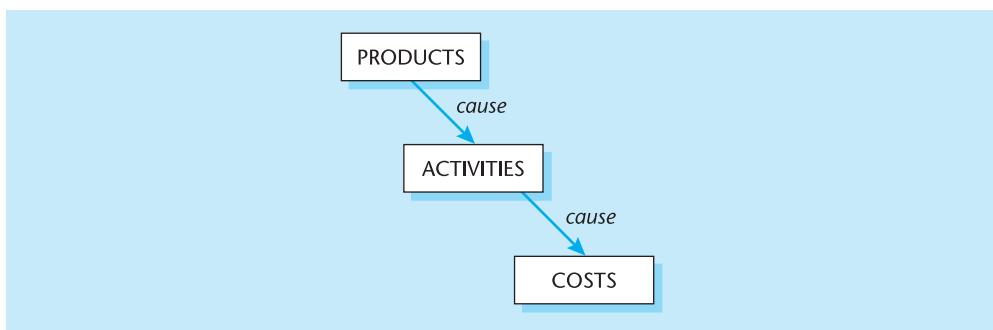 PRODUCTS
cause
ACTIVITIES
cause
COSTS